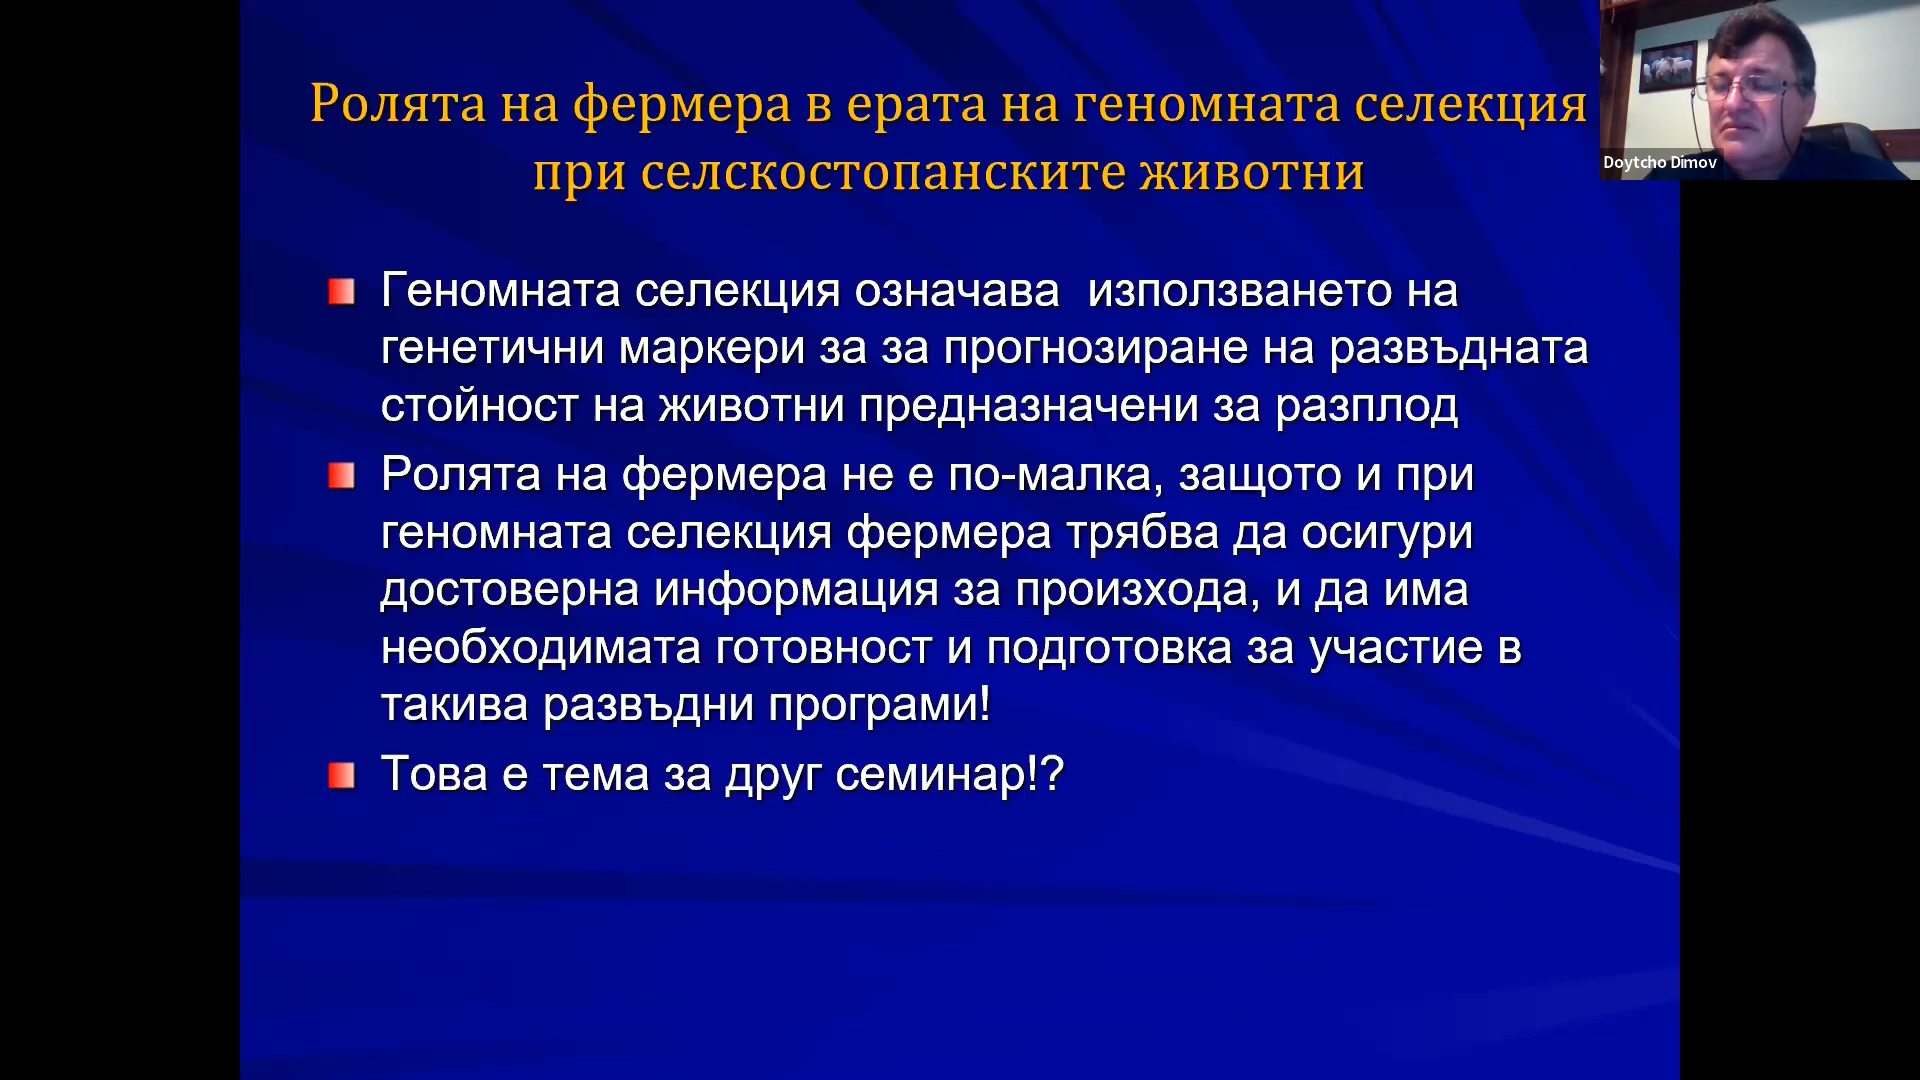 Ролята на фермера в ерата на геномната селекция
при селскостопанските животни
Doytcho Dimov
Геномната селекция означава  използването на
генетични маркери за за прогнозиране на развъдната
стойност на животни предназначени за разплод
Ролята на фермера не е по-малка, защото и при
геномната селекция фермера трябва да осигури
достоверна информация за произхода, и да има
необходимата готовност и подготовка за участие в
такива развъдни програми!
Това е тема за друг семинар!?